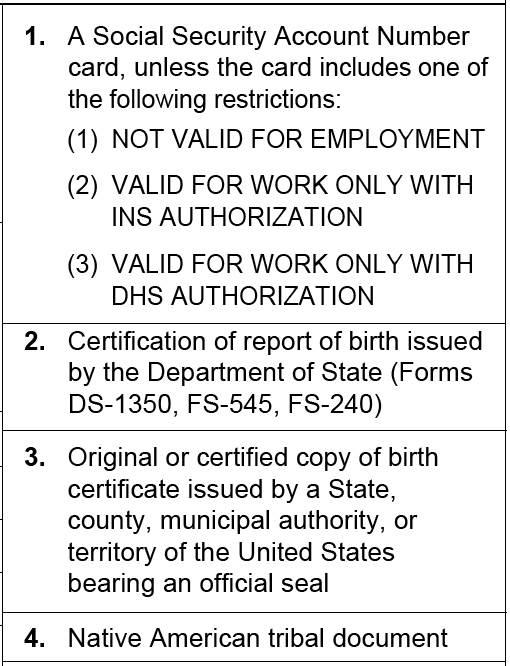 1. A Social Security Account Number
card, unless the card includes one of
the following restrictions:
(1) NOT VALID FOR EMPLOYMENT
(2) VALID FOR WORK ONLY WITH
INS AUTHORIZATION
(3) VALID FOR WORK ONLY WITH
DHS AUTHORIZATION
2. Certification of report of birth issued
by the Department of State (Forms
DS-1350, FS-545, FS-240)
3. Original or certified copy of birth
certificate issued by a State,
county, municipal authority, or
territory of the United States
bearing an official seal
4. Native American tribal document